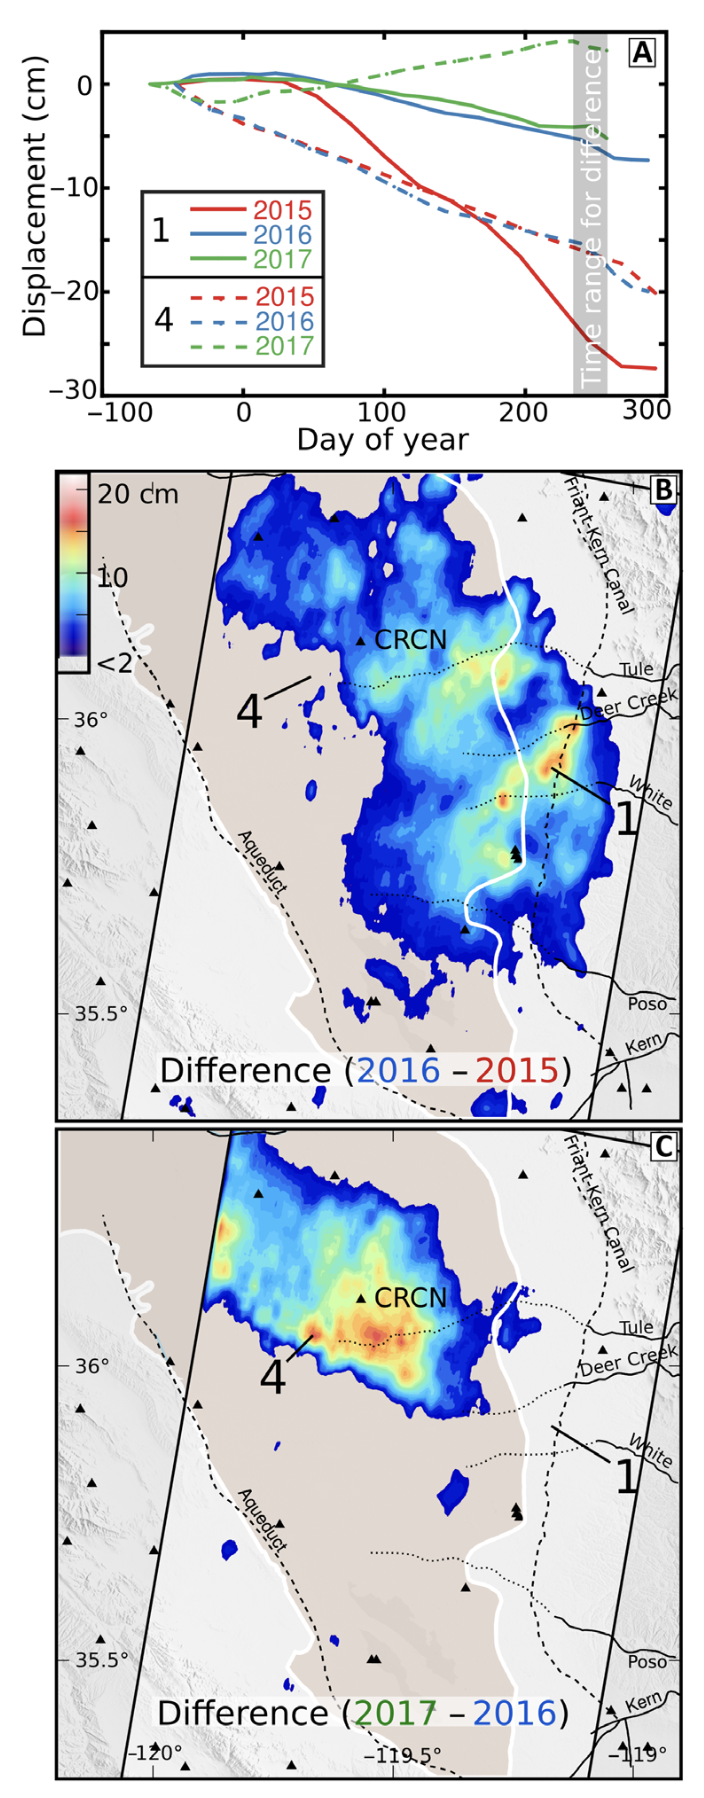 A
Displacement (cm)
0
−10
−20
−30
Time range for difference
1
2015
2016
2017
4
2015
2016
2017
−100
0
100
200
300
Day of year
B
20 cm
10
<2
Friant-Kern Canal
CRCN
Tule
4
Deer Creek
36°
White
1
Aqueduct
35.5°
Poso
Kern
Difference (2016 – 2015)
C
Friant-Kern Canal
CRCN
Tule
36°
Deer Creek
4
White
1
Aqueduct
35.5°
Poso
Kern
Difference (2017 – 2016)
−120°
−119.5°
−119°